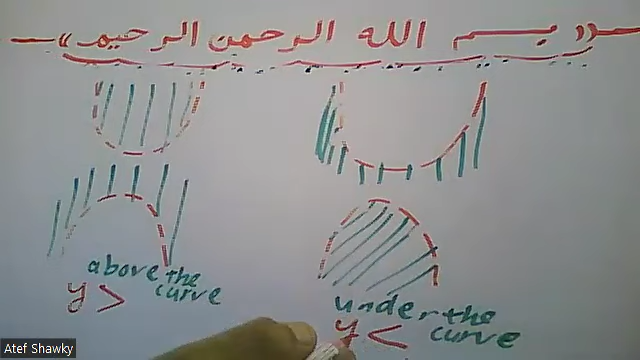 «بسم الله الرحمن الرحيم»
above the
curve
y >
under the
curve
y <
Atef Shawky